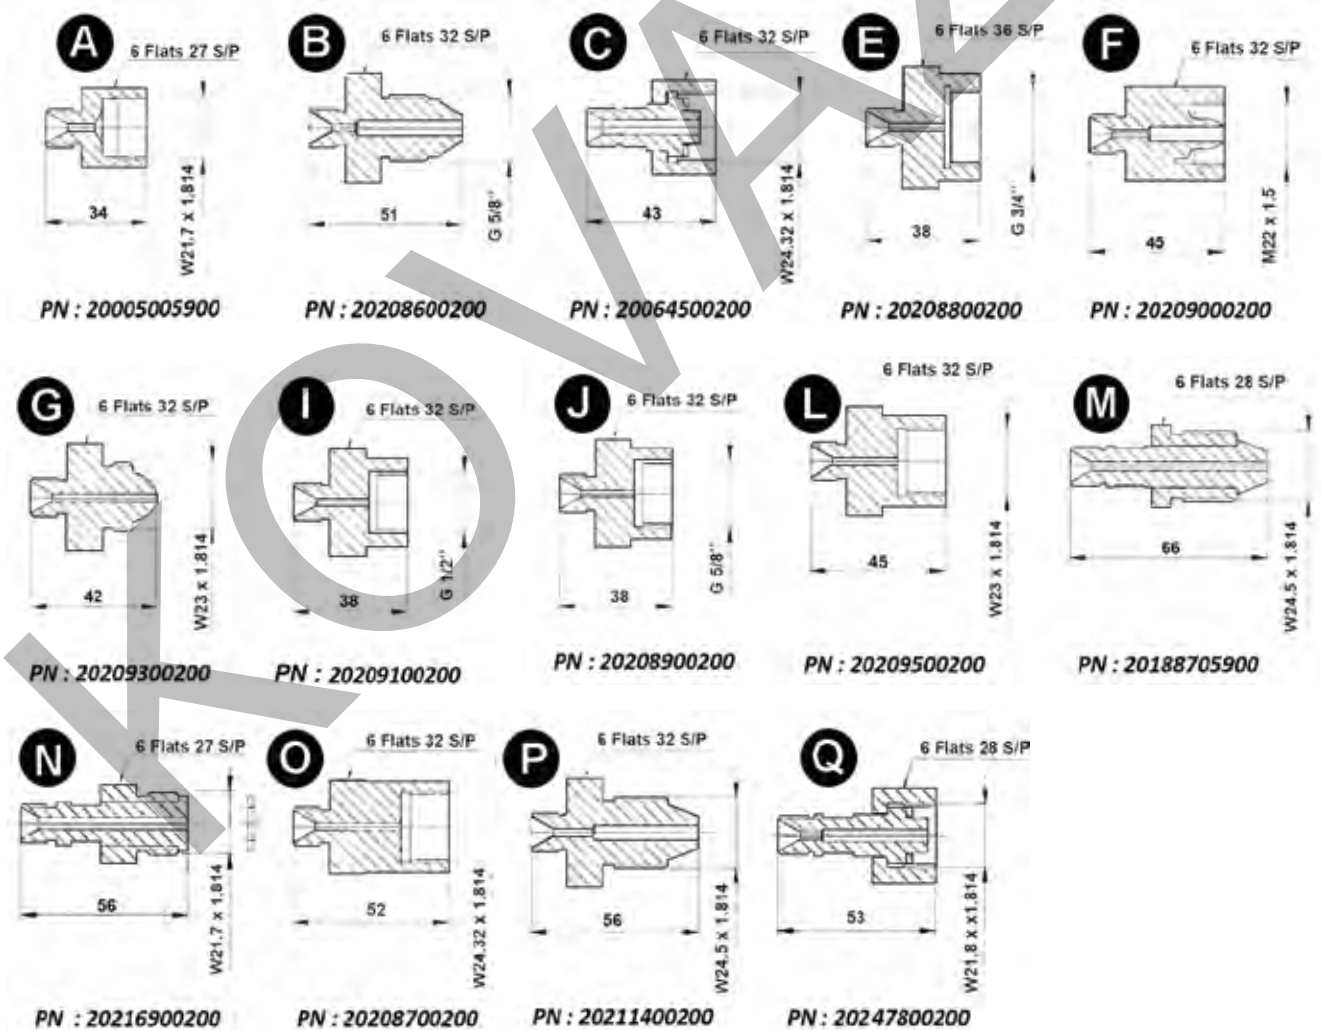 A
6 Flats 27 S/P
34
W21.7 x 1,814
PN : 20005005900
B
6 Flats 32 S/P
51
G 5/8''
PN : 20208600200
C
6 Flats 32 S/P
43
W24.32 x 1.814
PN : 20064500200
E
6 Flats 36 S/P
38
G 3/4''
PN : 20208800200
F
6 Flats 32 S/P
45
M22 x 1.5
PN : 20209000200
G
6 Flats 32 S/P
42
W23 x 1.814
PN : 20209300200
I
6 Flats 32 S/P
38
G 1/2''
PN : 20209100200
J
6 Flats 32 S/P
38
G 5/8''
PN : 20208900200
L
6 Flats 32 S/P
45
W23 x 1.814
PN : 20209500200
M
6 Flats 28 S/P
66
W24.5 x 1.814
PN : 20188705900
N
6 Flats 27 S/P
56
W21.7 x 1.814
PN : 20216900200
O
6 Flats 32 S/P
52
W24.32 x 1.814
PN : 20208700200
P
6 Flats 32 S/P
56
W24.5 x 1.814
PN : 20211400200
Q
6 Flats 28 S/P
53
W21,8 x x1.814
PN : 20247800200